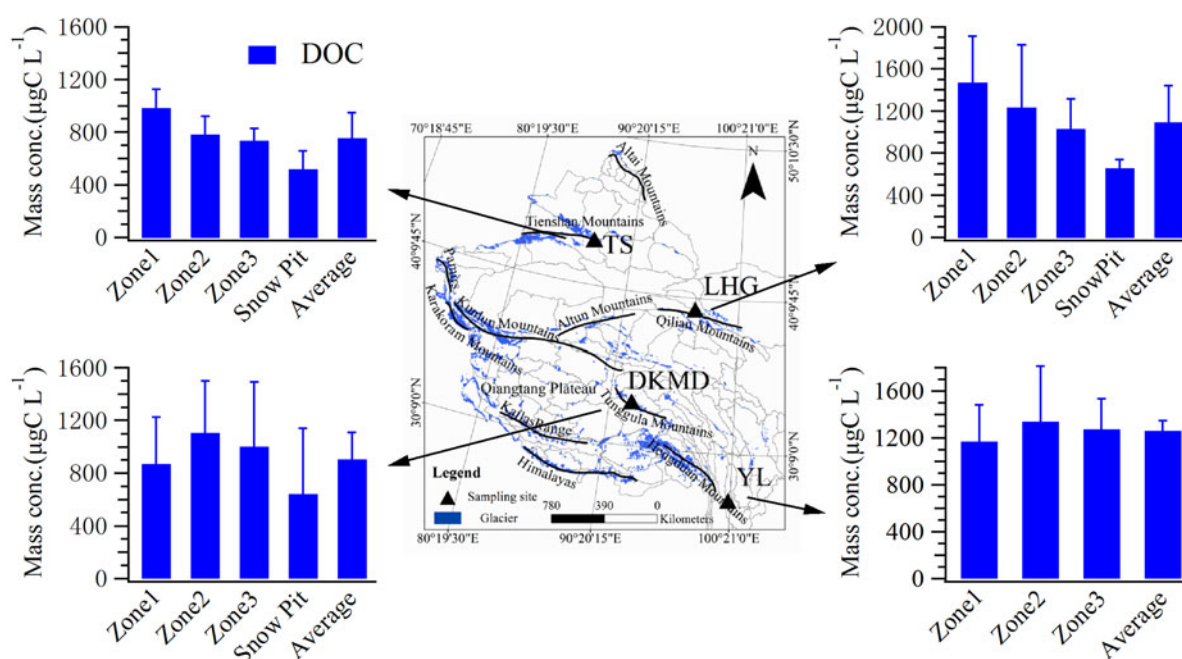 1600
1200
800
400
0
Mass conc.(µgC L⁻¹)
DOC
Zone1
Zone2
Zone3
Snow Pit
Average
2000
1600
1200
800
400
0
Mass conc.(µgC L⁻¹)
Zone1
Zone2
Zone3
SnowPit
Average
70°18'45"E
80°19'30"E
90°20'15"E
100°21'0"E
50°10'30"N
40°9'45"N
40°9'45"N
30°9'0"N
30°9'0"N
N
Altai Mountains
Tienshan Mountains
TS
Pamirs
LHG
Karakoram Mountains
Kunlun Mountains
Altun Mountains
Qilian Mountains
DKMD
Qiangtang Plateau
Tunggula Mountains
KallasRange
Himalayas
Hengduan Mountains
YL
Legend
Sampling site
Glacier
780
390
0
Kilometers
80°19'30"E
90°20'15"E
100°21'0"E
1600
1200
800
400
0
Mass conc.(µgC L⁻¹)
Zone1
Zone2
Zone3
Snow Pit
Average
1600
1200
800
400
0
Mass conc.(µgC L⁻¹)
Zone1
Zone2
Zone3
Average